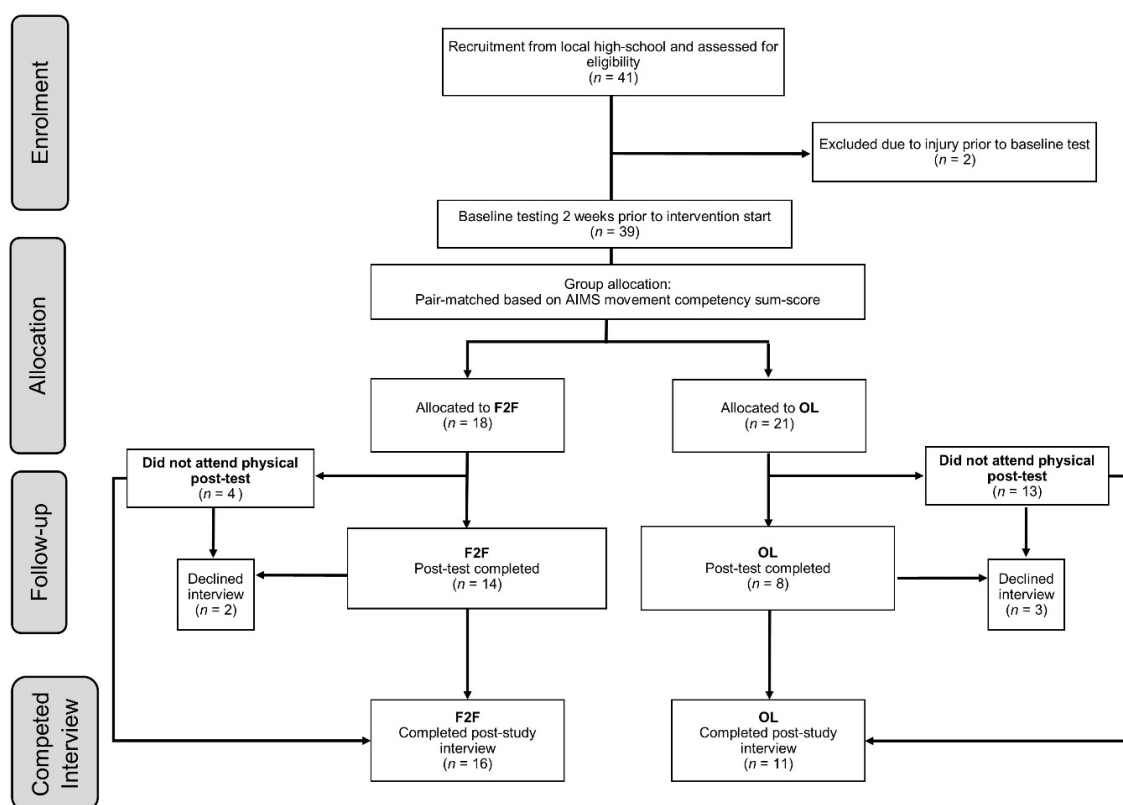 Enrolment
Recruitment from local high-school and assessed for
eligibility
(n = 41)
Excluded due to injury prior to baseline test
(n = 2)
Baseline testing 2 weeks prior to intervention start
(n = 39)
Allocation
Group allocation:
Pair-matched based on AIMS movement competency sum-score
Allocated to F2F
(n = 18)
Allocated to OL
(n = 21)
Follow-up
Did not attend physical
post-test
(n = 4 )
Did not attend physical
post-test
(n = 13)
F2F
Post-test completed
(n = 14)
OL
Post-test completed
(n = 8)
Declined
interview
(n = 2)
Declined
interview
(n = 3)
Competed
Interview
F2F
Completed post-study
interview
(n = 16)
OL
Completed post-study
interview
(n = 11)